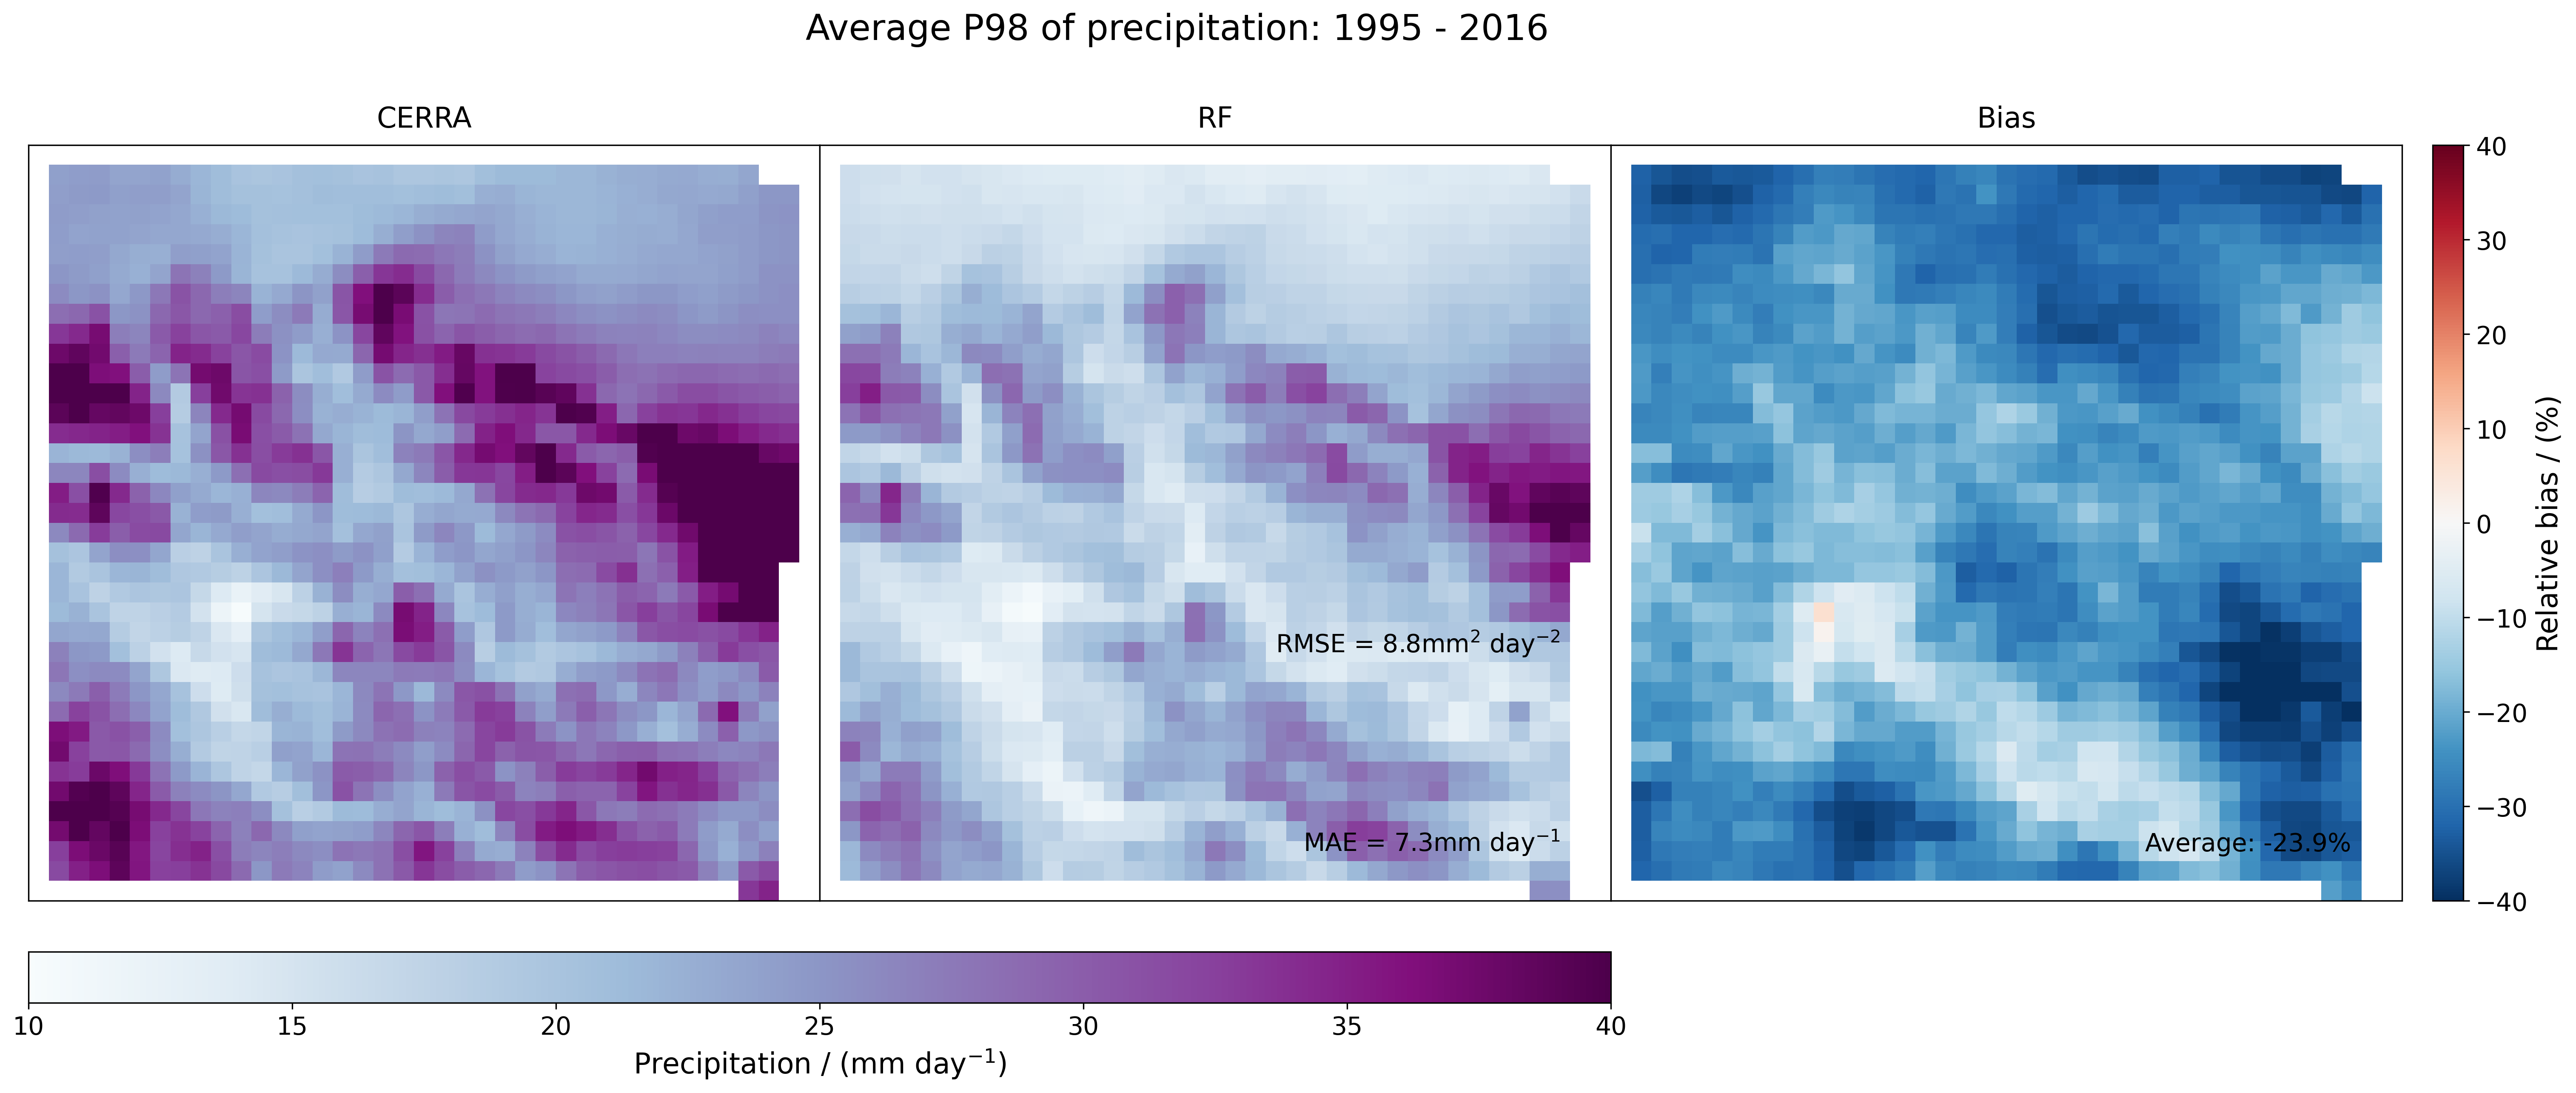 Average P98 of precipitation: 1995 - 2016
CERRA
RF
Bias
RMSE = 8.8mm² day⁻²
MAE = 7.3mm day⁻¹
Average: -23.9%
40
30
20
10
0
−10
−20
−30
−40
Relative bias / (%)
10 15 20 25 30 35 40
Precipitation / (mm day⁻¹)